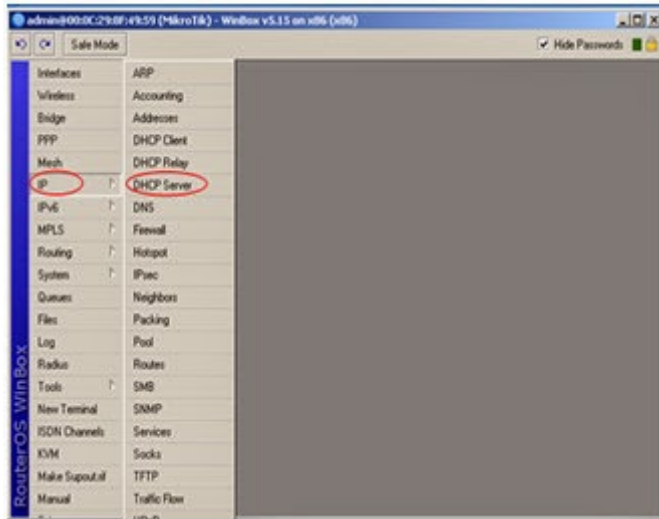 admin@00:0C:29:8F:49:59 (MikroTik) - WinBox v5.15 on x86 (x86)
Safe Mode
Hide Passwords
Interfaces
Wireless
Bridge
PPP
Mesh
IP
IPv6
MPLS
Routing
System
Queues
Files
Log
Radius
Tools
New Terminal
ISDN Channels
KVM
Make Supout.rif
Manual
ARP
Accounting
Addresses
DHCP Client
DHCP Relay
DHCP Server
DNS
Firewall
Hotspot
IPsec
Neighbors
Packing
Pool
Routes
SMB
SNMP
Services
Socks
TFTP
Traffic Flow
RouterOS WinBox